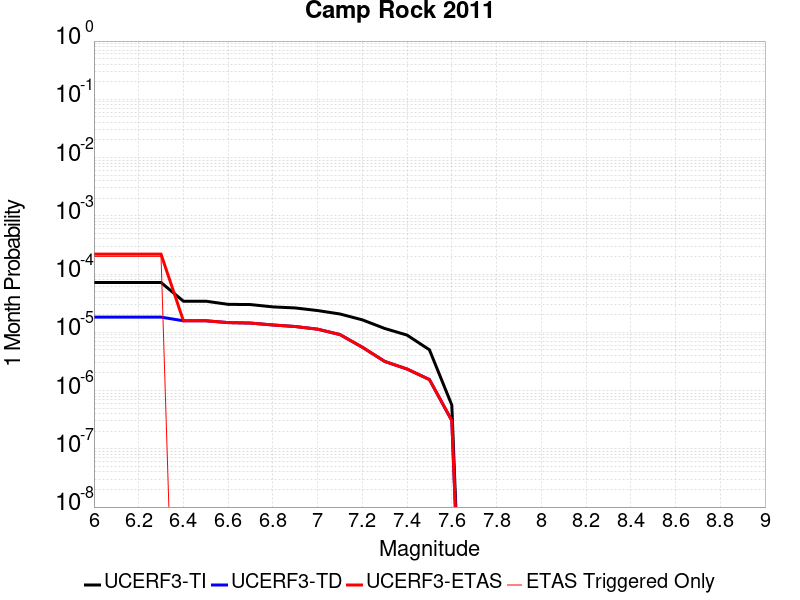 Camp Rock 2011
10^0
10^-1
10^-2
10^-3
10^-4
10^-5
10^-6
10^-7
10^-8
1 Month Probability
6 6.2 6.4 6.6 6.8 7 7.2 7.4 7.6 7.8 8 8.2 8.4 8.6 8.8 9
Magnitude
UCERF3-TI UCERF3-TD UCERF3-ETAS ETAS Triggered Only